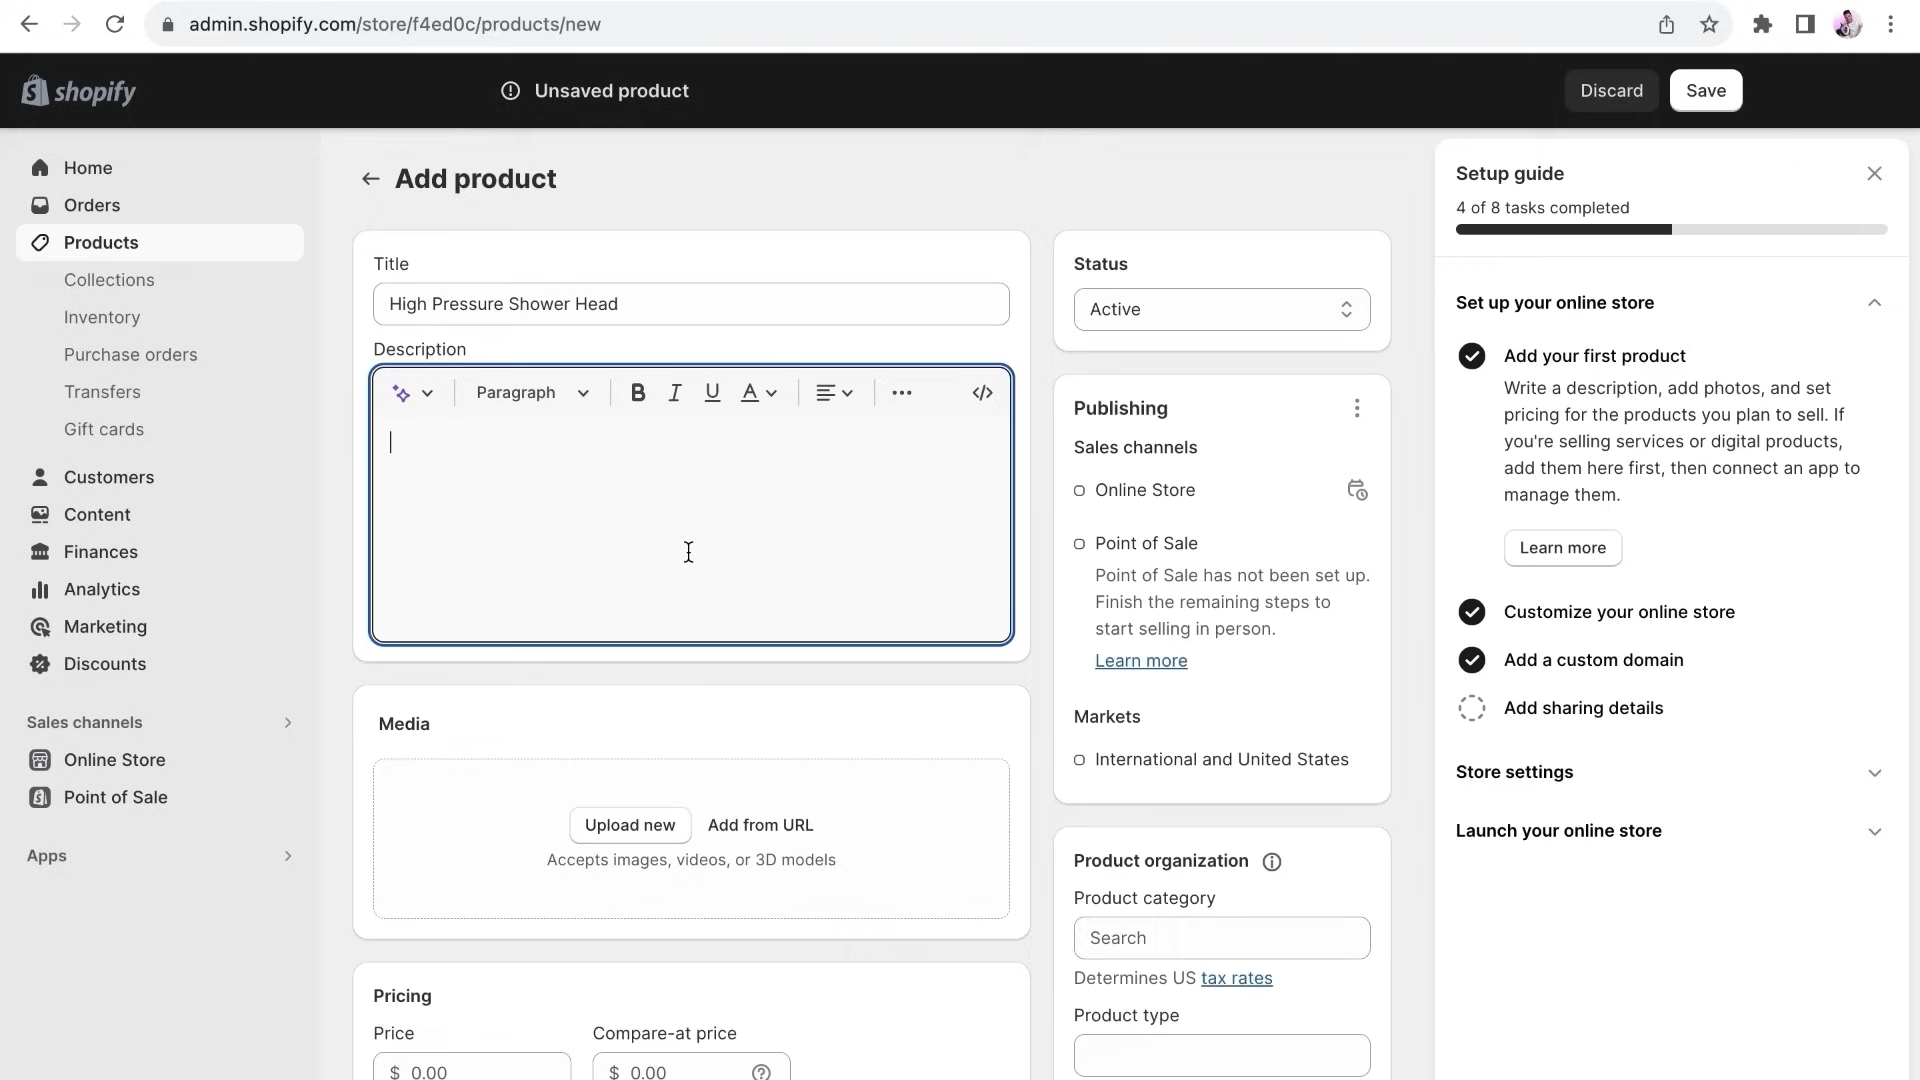 admin.shopify.com/store/f4ed0c/products/new
shopify
Unsaved product
Discard
Save
Home
Orders
Products
Collections
Inventory
Purchase orders
Transfers
Gift cards
Customers
Content
Finances
Analytics
Marketing
Discounts
Sales channels
Online Store
Point of Sale
Apps
Add product
Title
High Pressure Shower Head
Description
Paragraph
B I U A
Media
Upload new Add from URL
Accepts images, videos, or 3D models
Pricing
Price Compare-at price
$ 0.00 $ 0.00
Status
Active
Publishing
Sales channels
Online Store
Point of Sale
Point of Sale has not been set up.
Finish the remaining steps to
start selling in person.
Learn more
Markets
International and United States
Product organization
Product category
Search
Determines US tax rates
Product type
Setup guide
4 of 8 tasks completed
Set up your online store
Add your first product
Write a description, add photos, and set
pricing for the products you plan to sell. If
you're selling services or digital products,
add them here first, then connect an app to
manage them.
Learn more
Customize your online store
Add a custom domain
Add sharing details
Store settings
Launch your online store